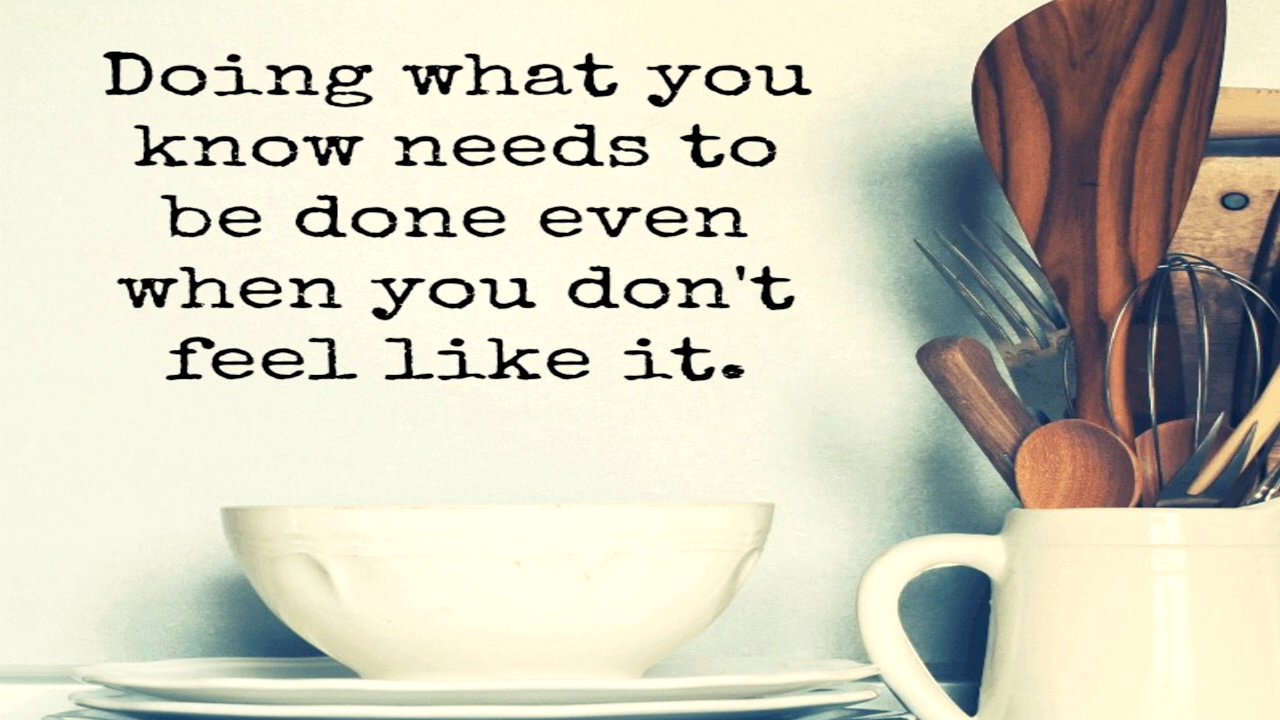 Doing what you
know needs to
be done even
when you don't
feel like it.